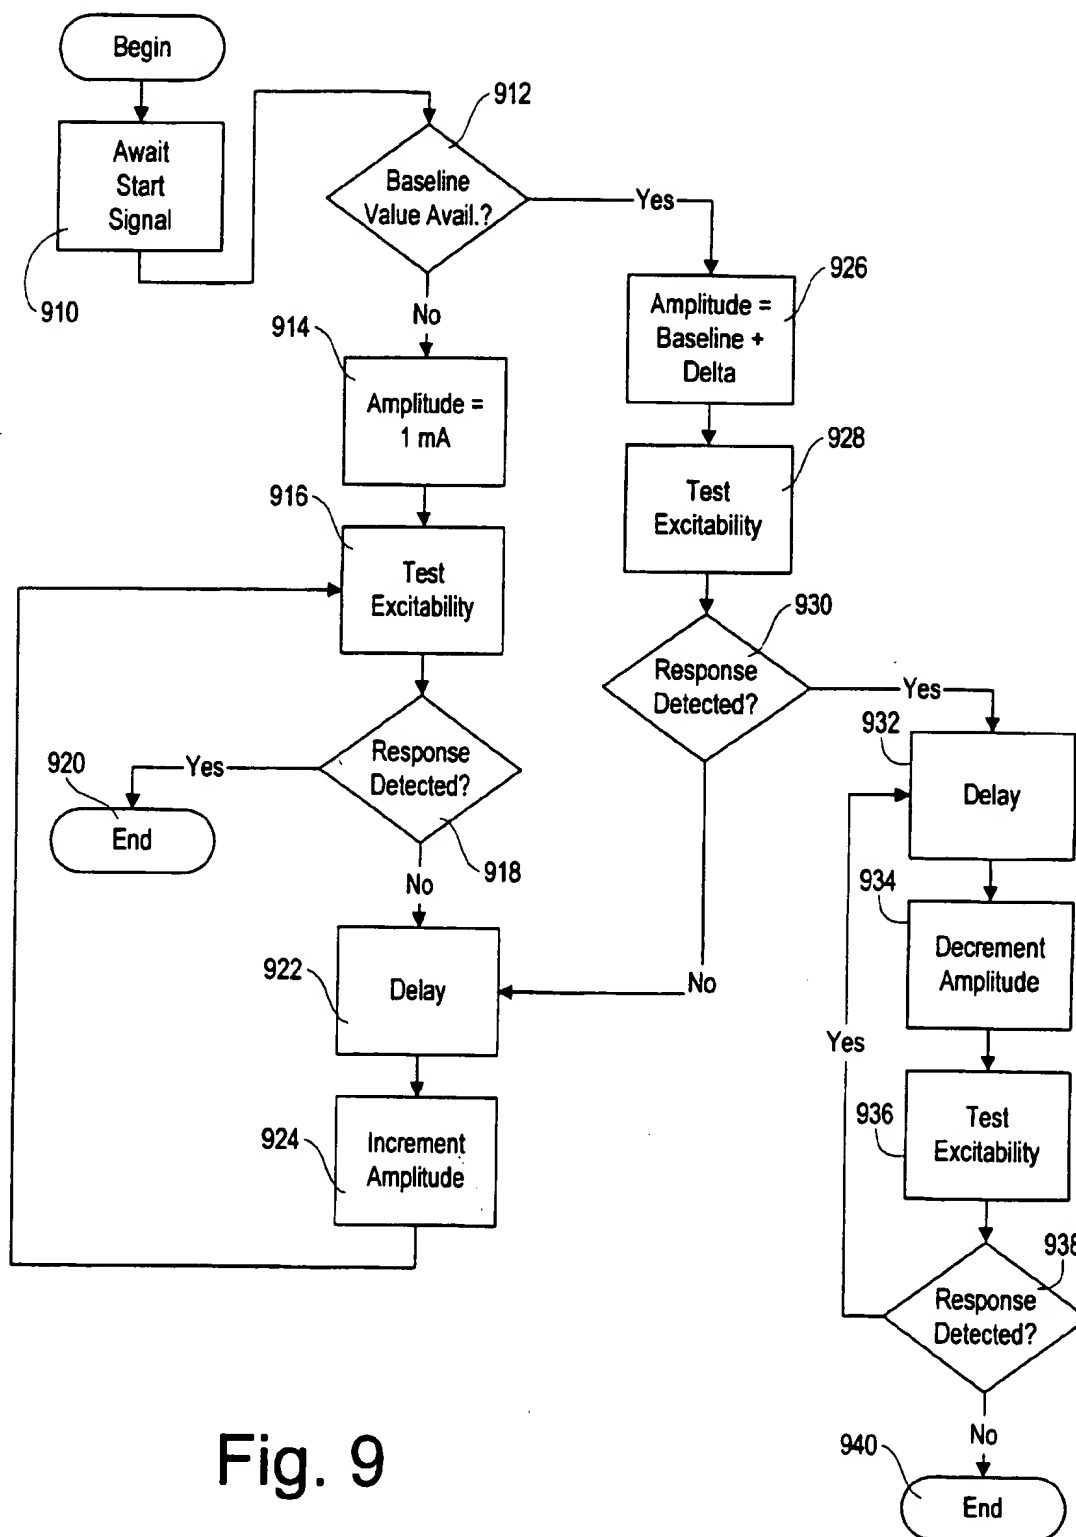 Begin
Await
Start
Signal
910
912
Baseline
Value Avail.?
Yes
No
914
Amplitude =
1 mA
916
Test
Excitability
Response
Detected?
918
Yes
920
End
No
922
Delay
924
Increment
Amplitude
926
Amplitude =
Baseline +
Delta
928
Test
Excitability
930
Response
Detected?
Yes
No
932
Delay
934
Decrement
Amplitude
936
Test
Excitability
938
Response
Detected?
Yes
No
940
End
Fig. 9